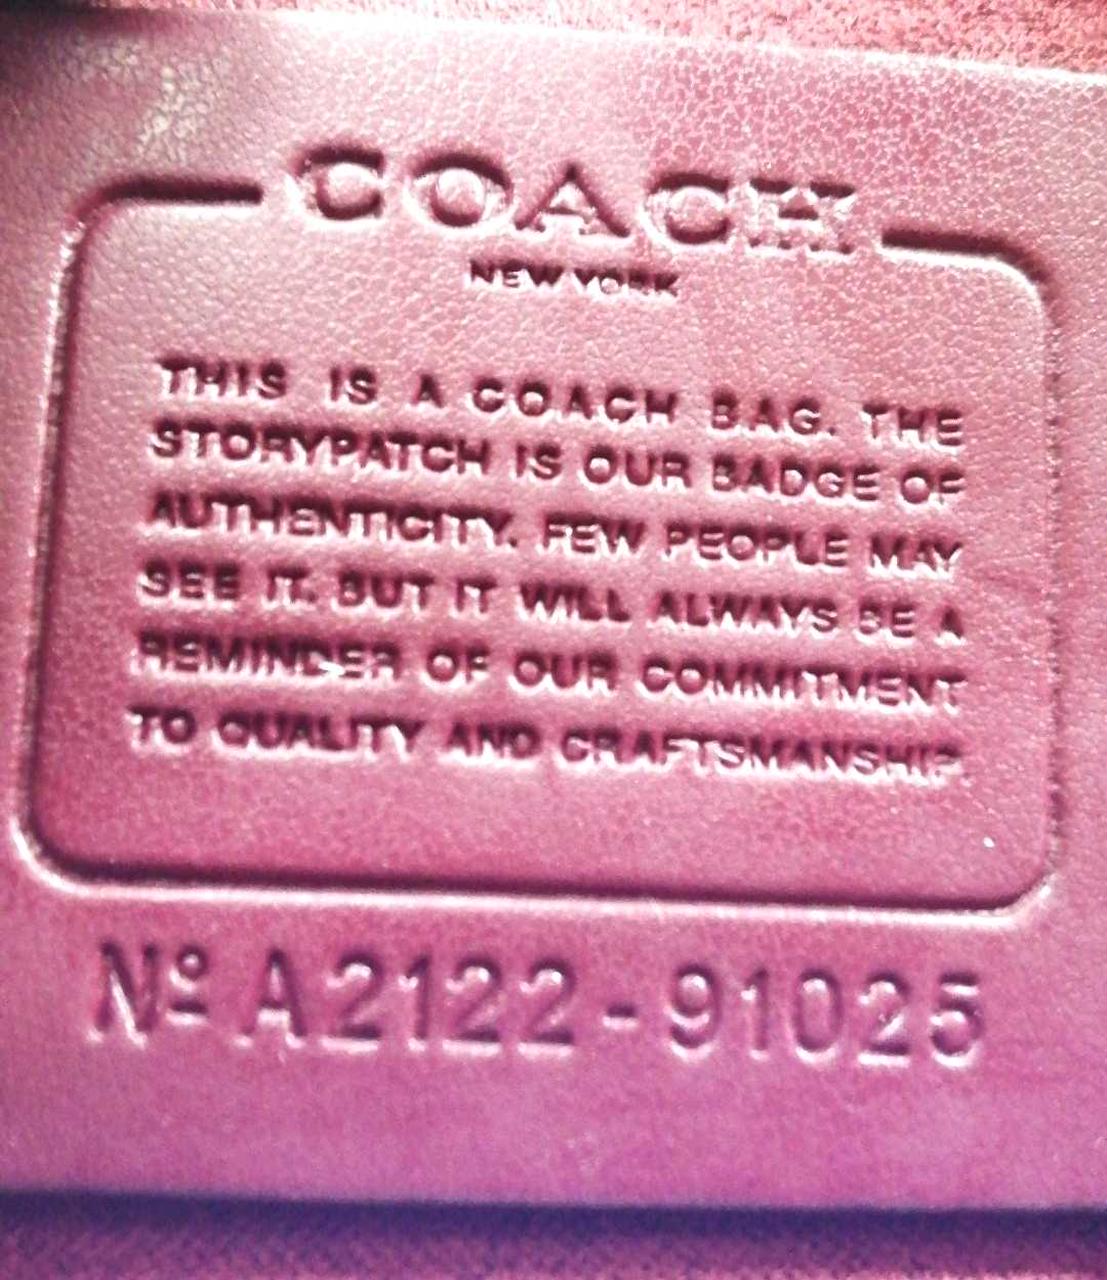 COACH
NEW YORK
THIS IS A COACH BAG. THE
STORYPATCH IS OUR BADGE OF
AUTHENTICITY. FEW PEOPLE MAY
SEE IT. BUT IT WILL ALWAYS BE A
REMINDER OF OUR COMMITMENT
TO QUALITY AND CRAFTSMANSHIP.
Nº A2122-91025